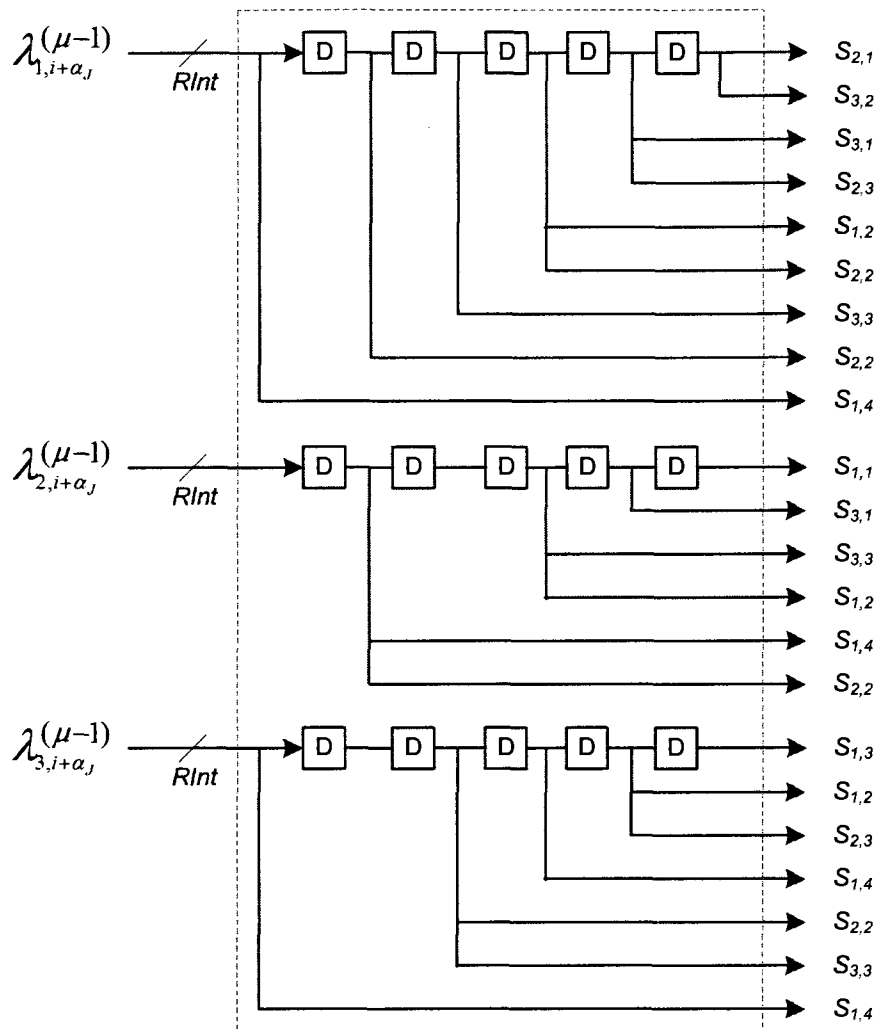 λ_{1,i+α_J}^{(μ-1)} RInt D D D D D S_{2,1}
S_{3,2}
S_{3,1}
S_{2,3}
S_{1,2}
S_{2,2}
S_{3,3}
S_{2,2}
S_{1,4}
λ_{2,i+α_J}^{(μ-1)} RInt D D D D D S_{1,1}
S_{3,1}
S_{3,3}
S_{1,2}
S_{1,4}
S_{2,2}
λ_{3,i+α_J}^{(μ-1)} RInt D D D D D S_{1,3}
S_{1,2}
S_{2,3}
S_{1,4}
S_{2,2}
S_{3,3}
S_{1,4}